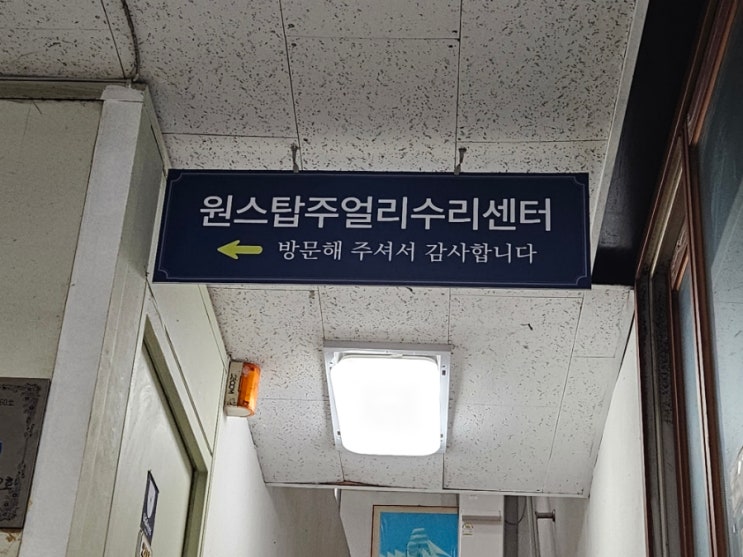 원스탑주얼리수리센터
방문해 주셔서 감사합니다